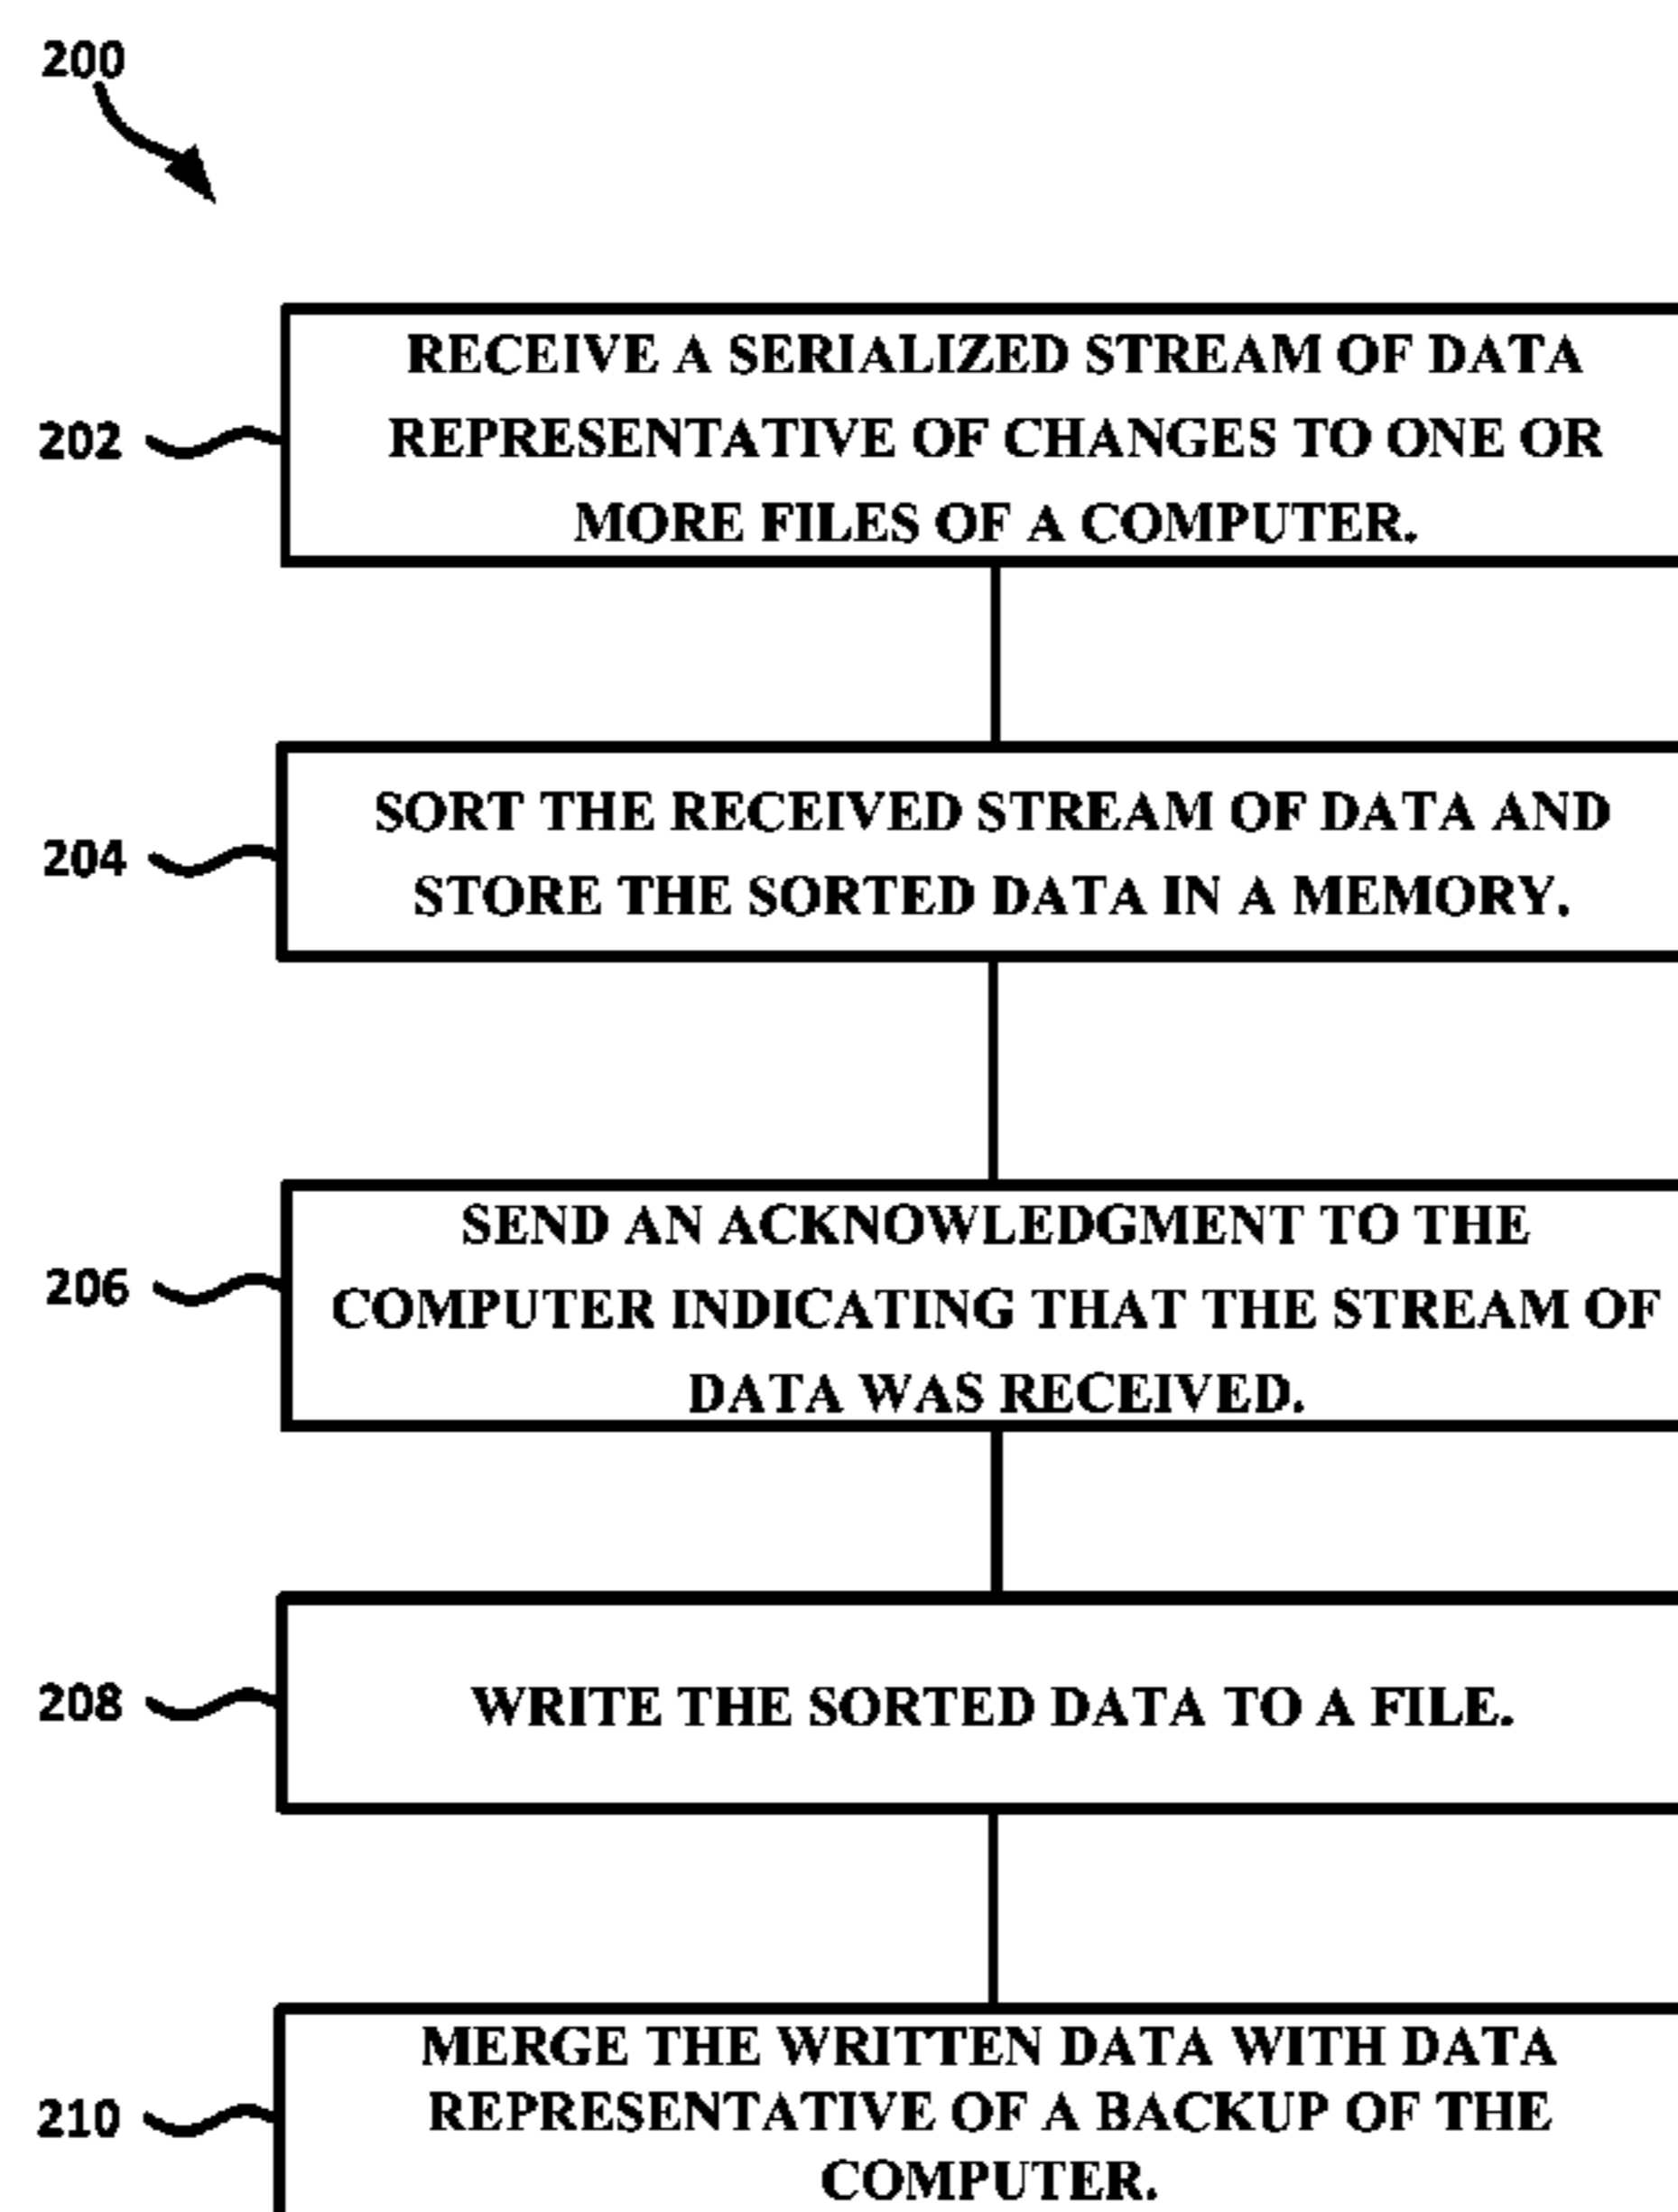 200
RECEIVE A SERIALIZED STREAM OF DATA
202 REPRESENTATIVE OF CHANGES TO ONE OR
MORE FILES OF A COMPUTER.
SORT THE RECEIVED STREAM OF DATA AND
204
STORE THE SORTED DATA IN A MEMORY.
SEND AN ACKNOWLEDGMENT TO THE
206
COMPUTER INDICATING THAT THE STREAM OF
DATA WAS RECEIVED.
208 WRITE THE SORTED DATA TO A FILE.
MERGE THE WRITTEN DATA WITH DATA
210 REPRESENTATIVE OF A BACKUP OF THE
COMPUTER.